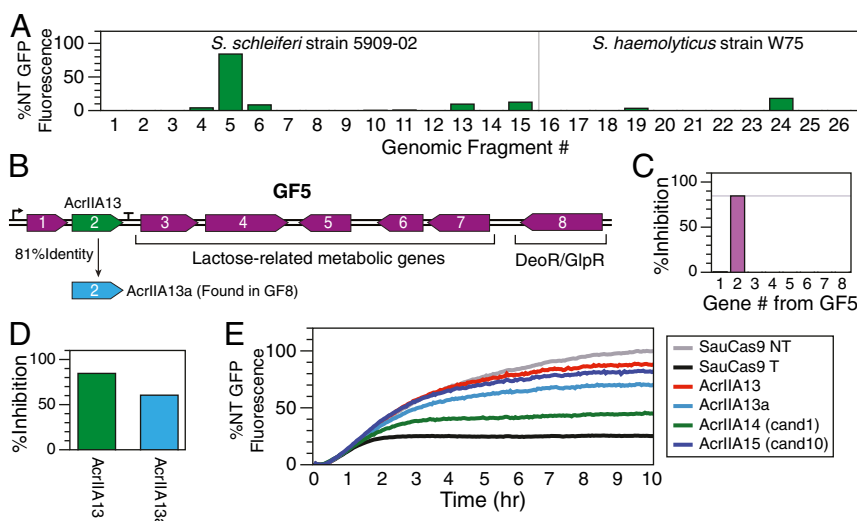 A
%NT GFP
Fluorescence
100
50
0
S. schleiferi strain 5909-02
S. haemolyticus strain W75
1 2 3 4 5 6 7 8 9 10 11 12 13 14 15 16 17 18 19 20 21 22 23 24 25 26
Genomic Fragment #
B
GF5
AcrIIA13
1 2 3 4 5 6 7 8
81%Identity
Lactose-related metabolic genes
DeoR/GlpR
2 AcrIIA13a (Found in GF8)
C
%Inhibition
100
50
0
1 2 3 4 5 6 7 8
Gene # from GF5
D
%Inhibition
100
50
0
AcrIIA13
AcrIIA13a
E
%NT GFP
Fluorescence
100
50
0
0 1 2 3 4 5 6 7 8 9 10
Time (hr)
SauCas9 NT
SauCas9 T
AcrIIA13
AcrIIA13a
AcrIIA14 (cand1)
AcrIIA15 (cand10)